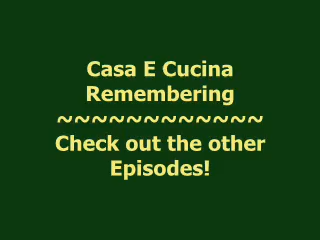 Casa E Cucina
Remembering
~~~~~~~~~~~~
Check out the other
Episodes!